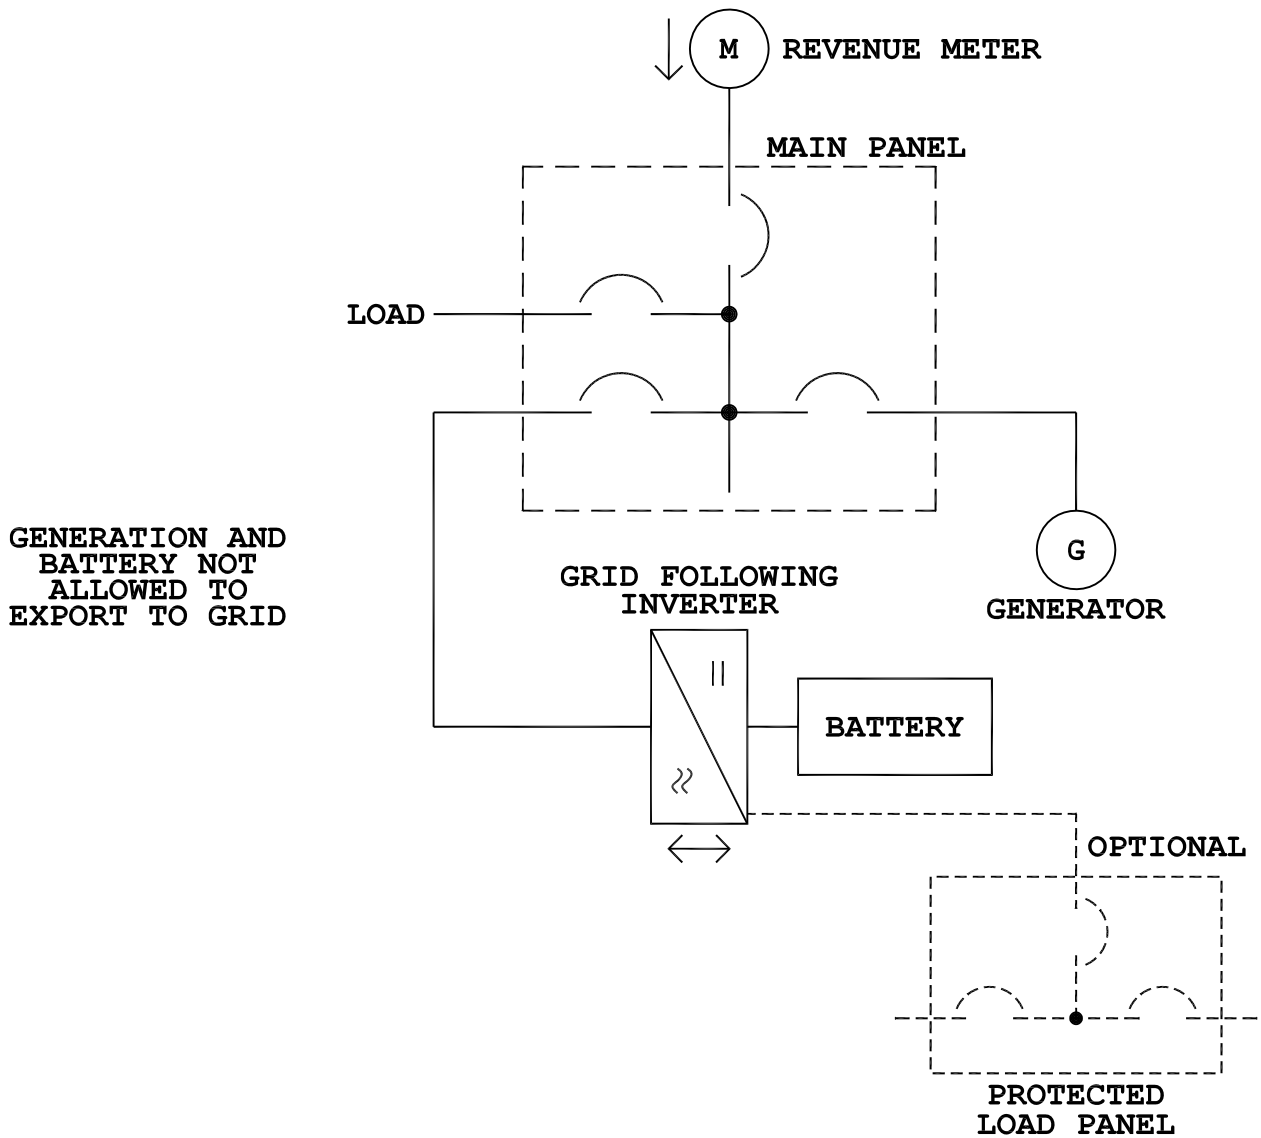 M REVENUE METER
MAIN PANEL
LOAD
GENERATION AND
BATTERY NOT
ALLOWED TO
EXPORT TO GRID
G
GENERATOR
GRID FOLLOWING
INVERTER
BATTERY
OPTIONAL
PROTECTED
LOAD PANEL